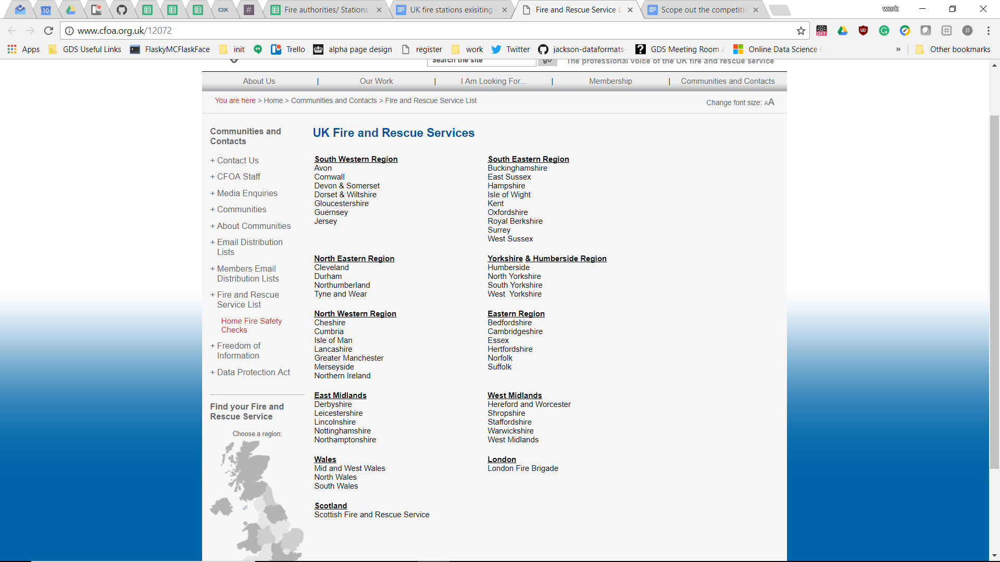 10
OX
#
Fire authorities/ Stations
UK fire stations exisiting
Fire and Rescue Service L
Scope out the competitic
work
www.cfoa.org.uk/12072
OFF
Apps
GDS Useful Links
FlaskyMCFlaskFace
init
Trello
alpha page design
register
work
Twitter
jackson-dataformats-
GDS Meeting Room
Online Data Science
»
Other bookmarks
Search the site
go
The professional voice of the UK fire and rescue service
About Us | Our Work | I Am Looking For... | Membership | Communities and Contacts
You are here > Home > Communities and Contacts > Fire and Rescue Service List
Change font size: AA
Communities and
Contacts
+ Contact Us
+ CFOA Staff
+ Media Enquiries
+ Communities
+ About Communities
+ Email Distribution
Lists
+ Members Email
Distribution Lists
+ Fire and Rescue
Service List
Home Fire Safety
Checks
+ Freedom of
Information
+ Data Protection Act
Find your Fire and
Rescue Service
Choose a region:
UK Fire and Rescue Services
South Western Region
Avon
Cornwall
Devon & Somerset
Dorset & Wiltshire
Gloucestershire
Guernsey
Jersey
South Eastern Region
Buckinghamshire
East Sussex
Hampshire
Isle of Wight
Kent
Oxfordshire
Royal Berkshire
Surrey
West Sussex
North Eastern Region
Cleveland
Durham
Northumberland
Tyne and Wear
Yorkshire & Humberside Region
Humberside
North Yorkshire
South Yorkshire
West  Yorkshire
North Western Region
Cheshire
Cumbria
Isle of Man
Lancashire
Greater Manchester
Merseyside
Northern Ireland
Eastern Region
Bedfordshire
Cambridgeshire
Essex
Hertfordshire
Norfolk
Suffolk
East Midlands
Derbyshire
Leicestershire
Lincolnshire
Nottinghamshire
Northamptonshire
West Midlands
Hereford and Worcester
Shropshire
Staffordshire
Warwickshire
West Midlands
Wales
Mid and West Wales
North Wales
South Wales
London
London Fire Brigade
Scotland
Scottish Fire and Rescue Service